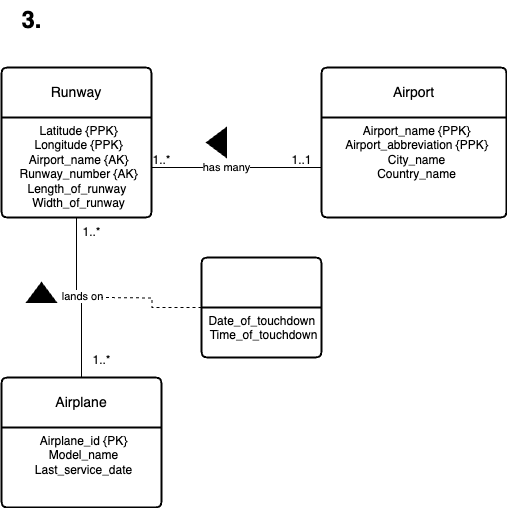 3.
Runway
Latitude {PPK}
Longitude {PPK}
Airport_name {AK}
Runway_number {AK}
Length_of_runway
Width_of_runway
1..*
has many
1..1
Airport
Airport_name {PPK}
Airport_abbreviation {PPK}
City_name
Country_name
1..*
lands on
1..*
Date_of_touchdown
Time_of_touchdown
Airplane
Airplane_id {PK}
Model_name
Last_service_date